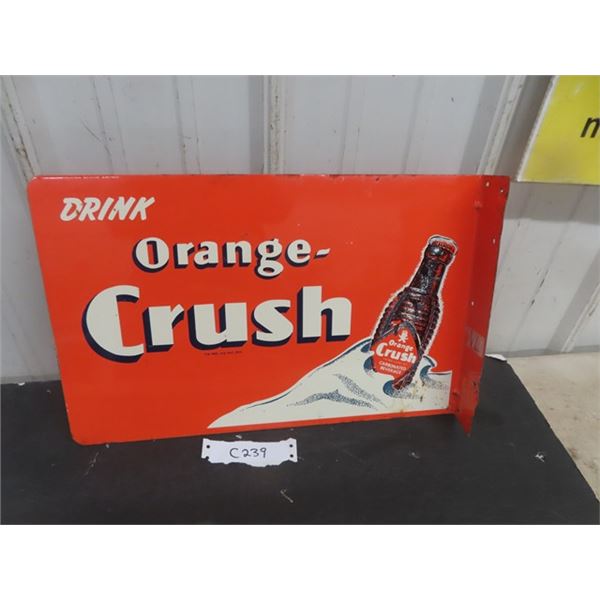 DRINK
Orange-
Crush
Orange
Crush
CARBONATED
BEVERAGE
C239